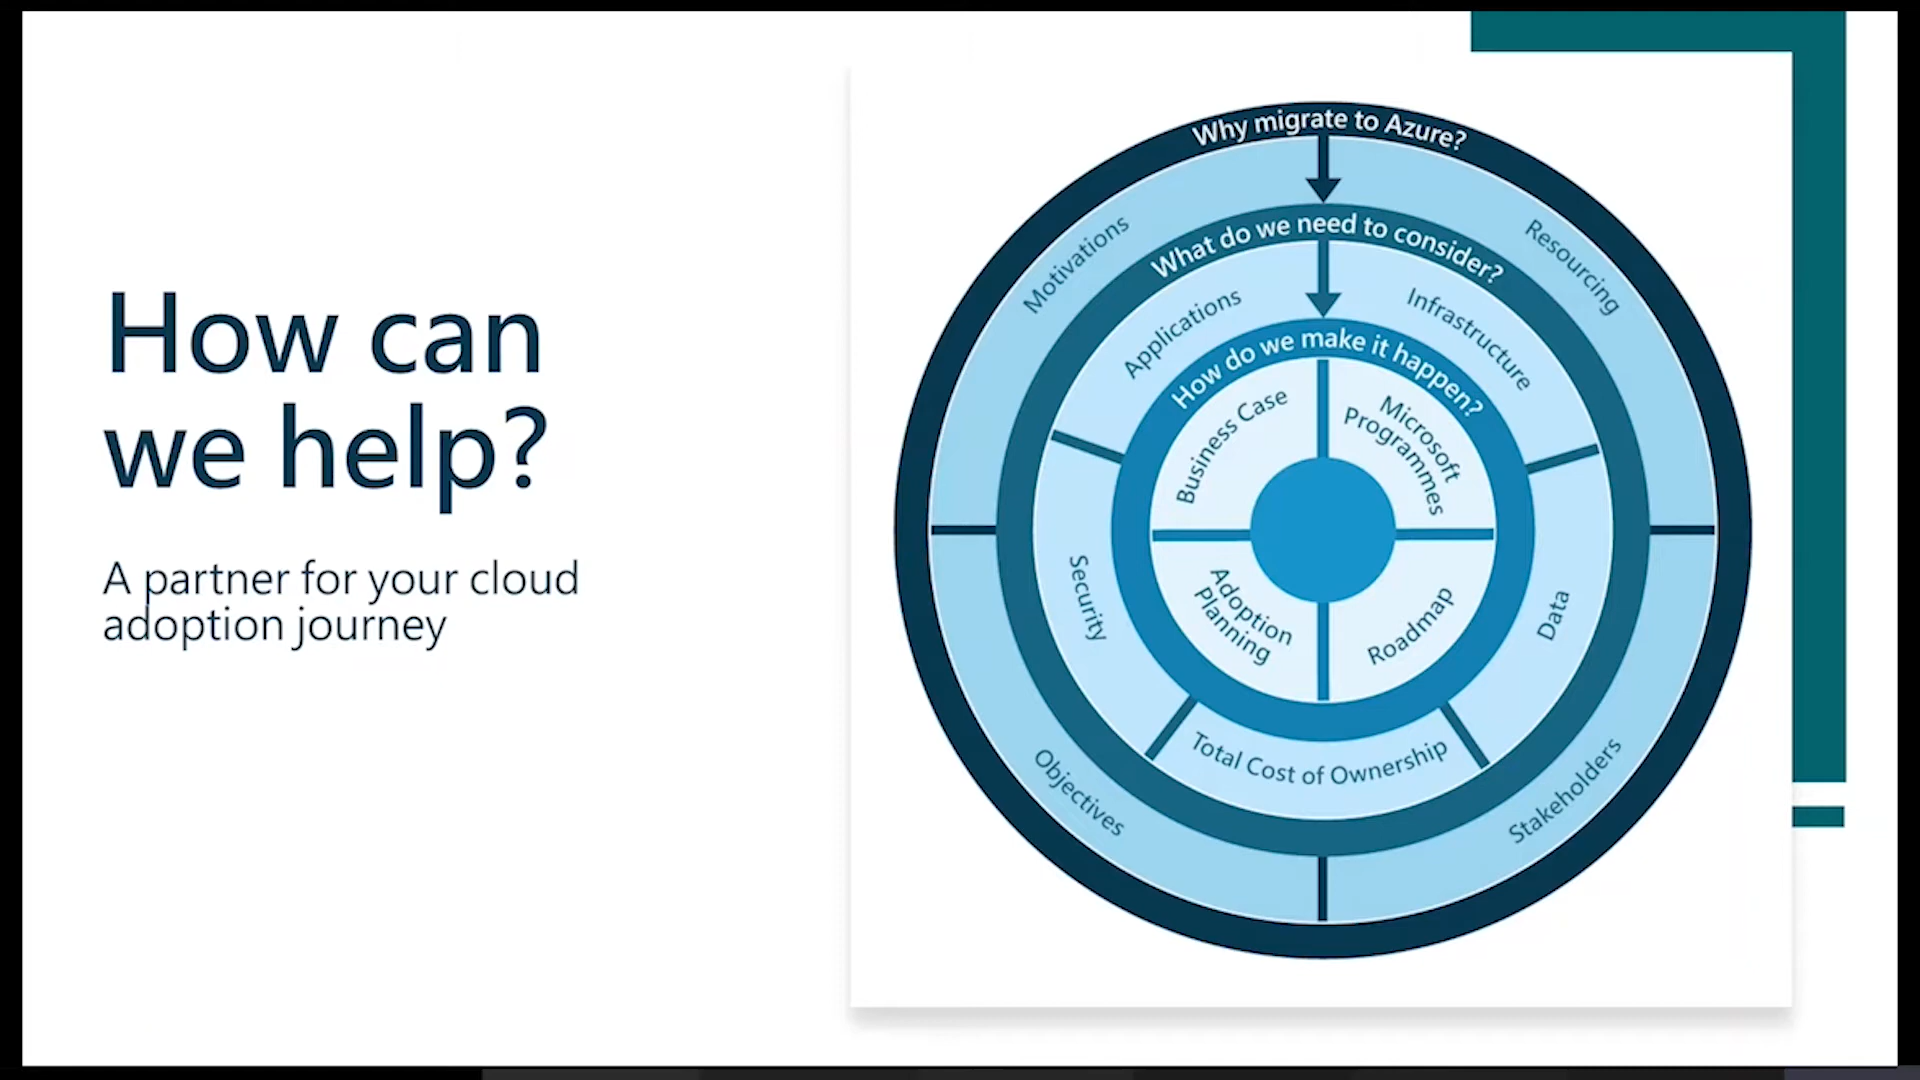 How can
we help?
A partner for your cloud
adoption journey
Why migrate to Azure?
Motivations
Resourcing
What do we need to consider?
Applications
Infrastructure
How do we make it happen?
Business Case
Microsoft
Programmes
Security
Adoption
Planning
Roadmap
Data
Total Cost of Ownership
Objectives
Stakeholders